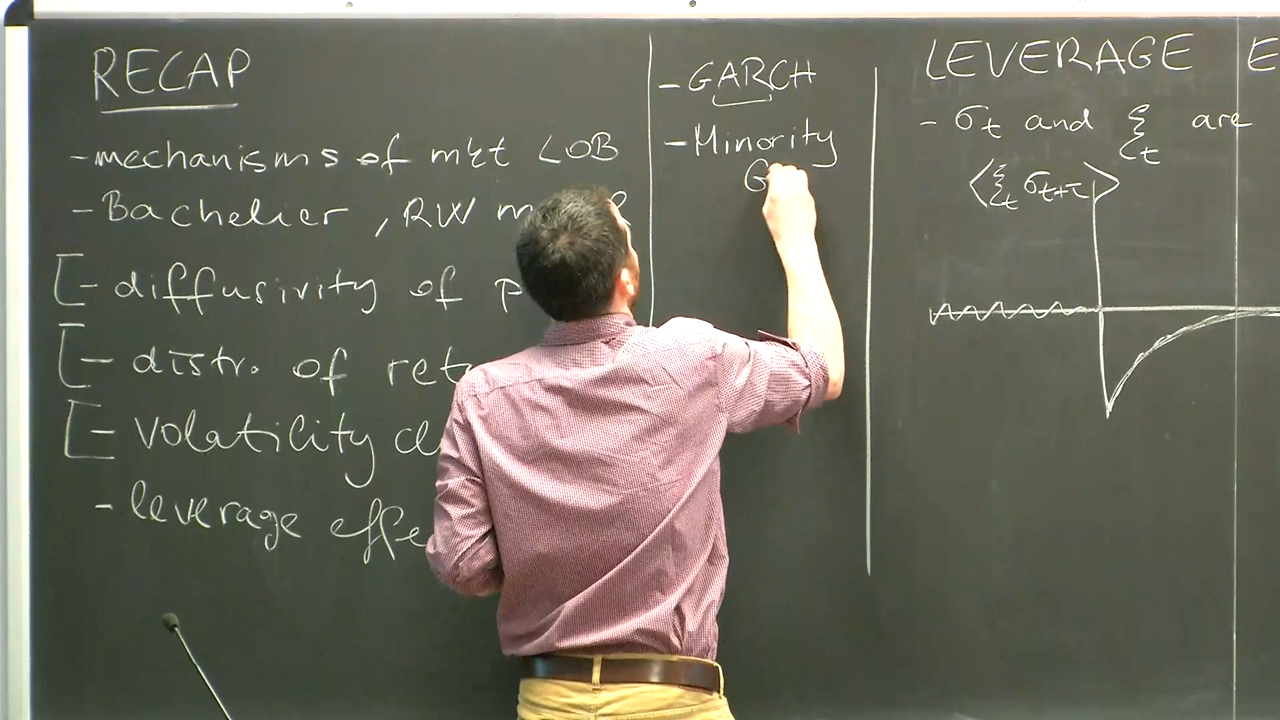 RECAP
- mechanisms of mkt LOB
- Bachelier, RW
- diffusivity of
- distr. of
- volatility
- leverage
- GARCH
- Minority
G
LEVERAGE E
- σt and ξt are
<ξt σt+τ>